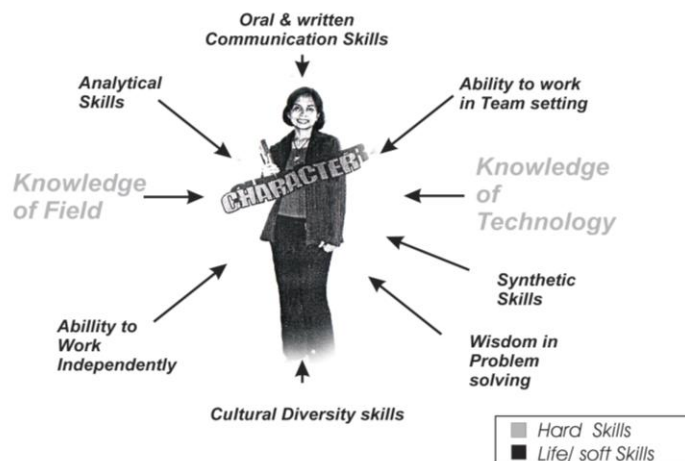 Oral & written
Communication Skills
Analytical
Skills
Ability to work
in Team setting
CHARACTER
Knowledge
of Field
Knowledge
of
Technology
Synthetic
Skills
Abillity to
Work
Independently
Wisdom in
Problem
solving
Cultural Diversity skills
Hard Skills
Life/ soft Skills